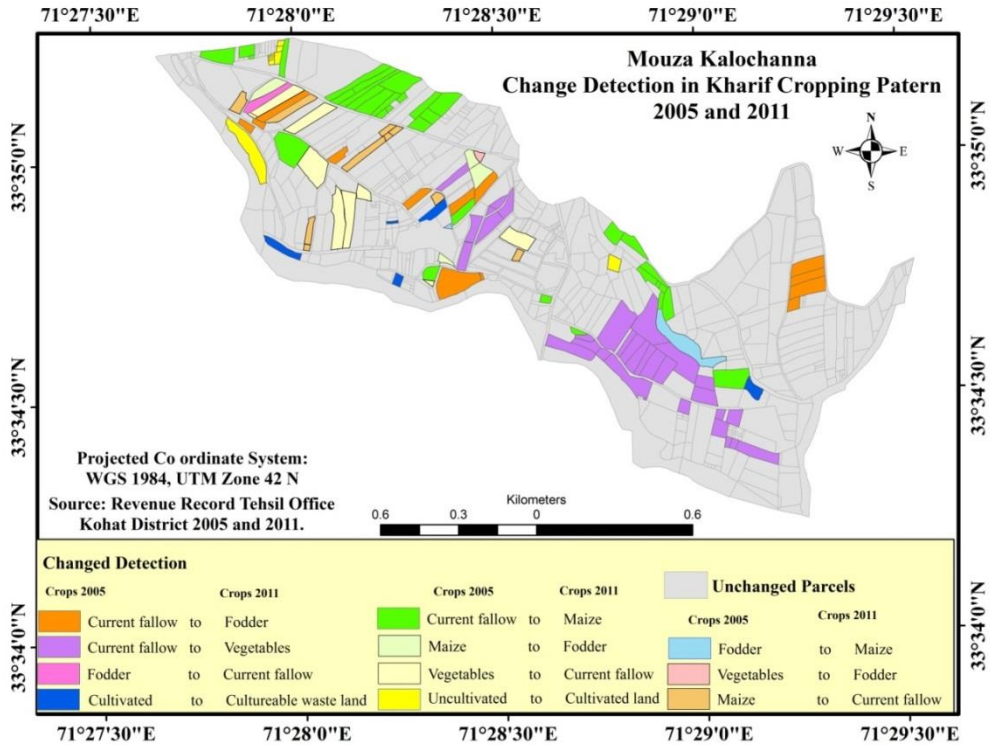 71°27'30"E 71°28'0"E 71°28'30"E 71°29'0"E 71°29'30"E
Mouza Kalochanna
Change Detection in Kharif Cropping Patern
2005 and 2011
N
W E
S
33°35'0"N
33°35'0"N
33°34'30"N
33°34'30"N
33°34'0"N
33°34'0"N
Projected Co ordinate System:
WGS 1984, UTM Zone 42 N
Source: Revenue Record Tehsil Office
Kohat District 2005 and 2011.
Kilometers
0.6 0.3 0 0.6
Changed Detection
Crops 2005 Crops 2011
Current fallow to Fodder
Current fallow to Vegetables
Fodder to Current fallow
Cultivated to Cultureable waste land
Crops 2005 Crops 2011
Current fallow to Maize
Maize to Fodder
Vegetables to Current fallow
Uncultivated to Cultivated land
Unchanged Parcels
Crops 2005 Crops 2011
Fodder to Maize
Vegetables to Fodder
Maize to Current fallow
71°27'30"E 71°28'0"E 71°28'30"E 71°29'0"E 71°29'30"E